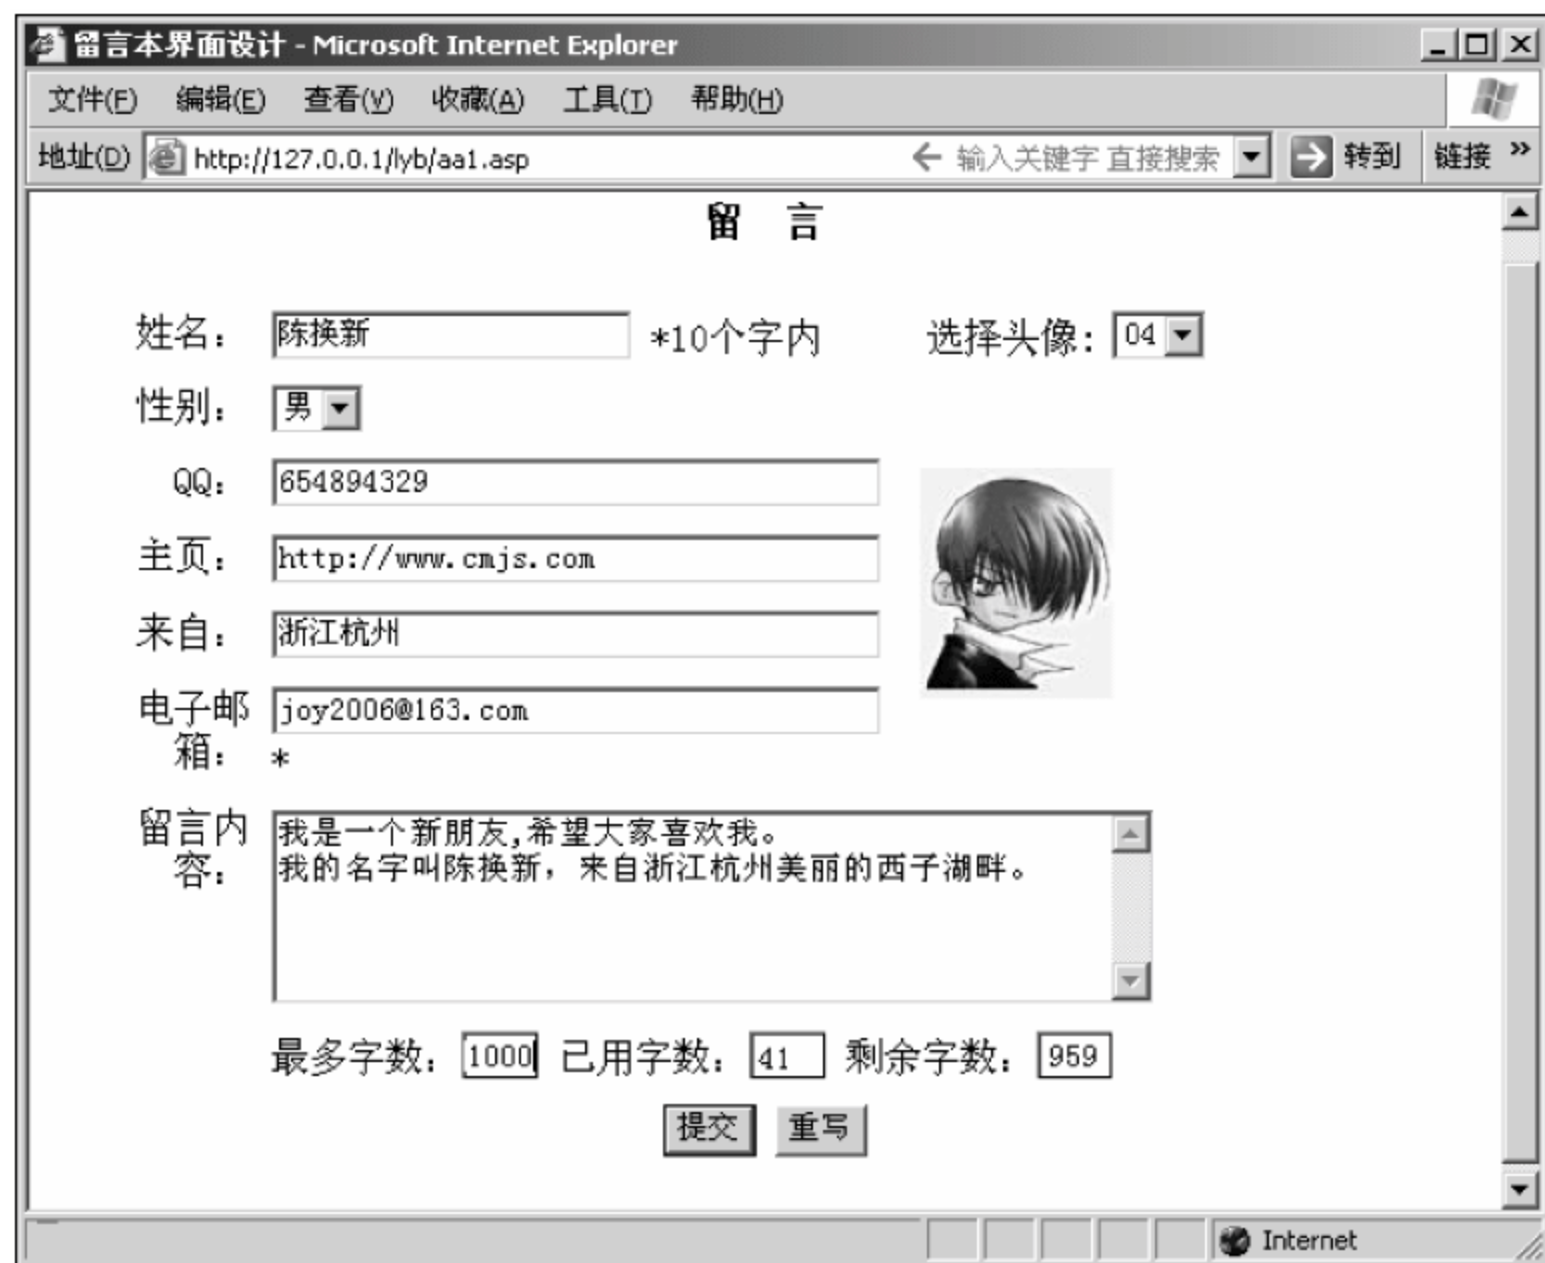 留言本界面设计 - Microsoft Internet Explorer
文件(F) 编辑(E) 查看(V) 收藏(A) 工具(T) 帮助(H)
地址(D) http://127.0.0.1/lyb/aa1.asp 输入关键字 直接搜索 转到 链接 »
留 言
姓名： 陈换新 *10个字内 选择头像: 04
性别： 男
QQ： 654894329
主页： http://www.cmjs.com
来自： 浙江杭州
电子邮 joy2006@163.com
箱： *
留言内 我是一个新朋友,希望大家喜欢我。
容： 我的名字叫陈换新，来自浙江杭州美丽的西子湖畔。
最多字数： 1000 已用字数： 41 剩余字数： 959
提交 重写
Internet